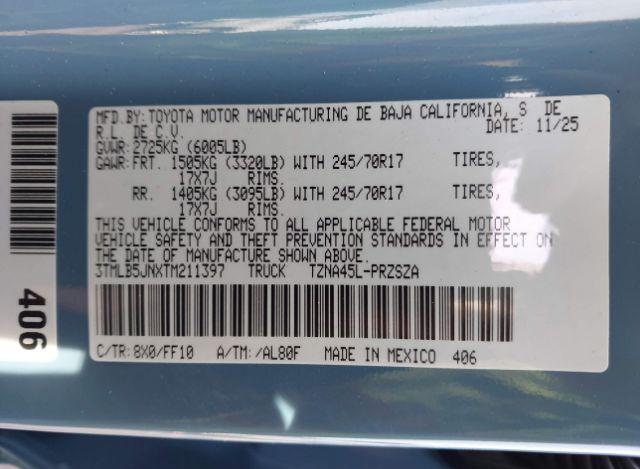 MFD.BY:TOYOTA MOTOR MANUFACTURING DE BAJA CALIFORNIA, S DE
R.L. DE C.V. DATE: 11/25
GVWR:2725KG (6005LB)
GAWR:FRT. 1505KG (3320LB) WITH 245/70R17 TIRES,
17X7J RIMS.
RR. 1405KG (3095LB) WITH 245/70R17 TIRES,
17X7J RIMS.
THIS VEHICLE CONFORMS TO ALL APPLICABLE FEDERAL MOTOR
VEHICLE SAFETY AND THEFT PREVENTION STANDARDS IN EFFECT ON
THE DATE OF MANUFACTURE SHOWN ABOVE.
3TMLB5JNXTM211397 TRUCK TZNA45L-PRZSZA
C/TR:8X0/FF10 A/TM:/AL80F MADE IN MEXICO 406
406